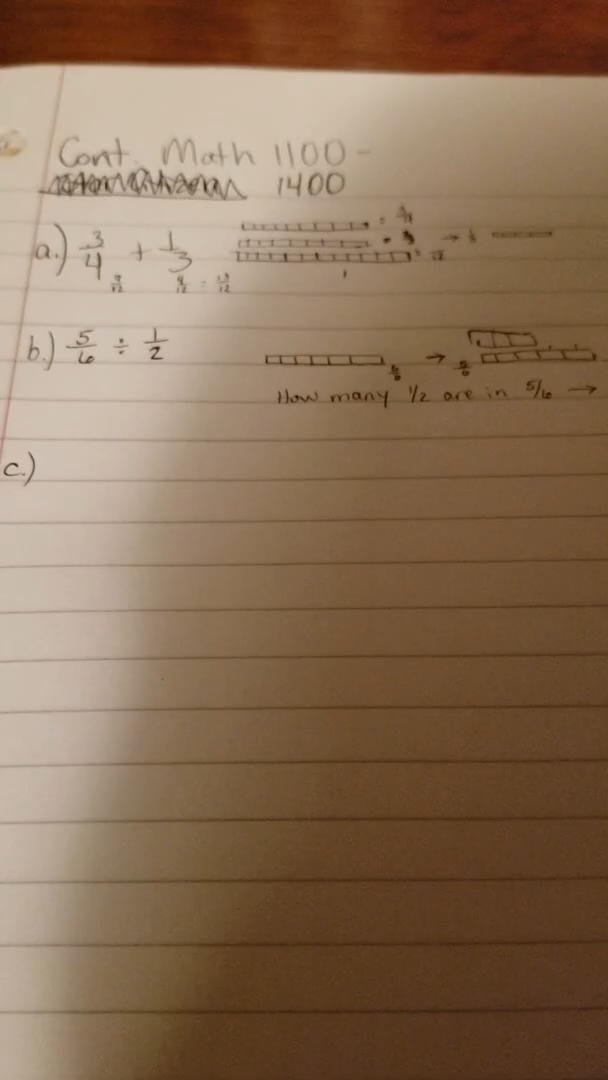 Cont. Math 1100-
1400
a.) 3/4 + 1/3
9/12 4/12 = 13/12
b.) 5/6 ÷ 1/2
How many 1/2 are in 5/6 →
c.)